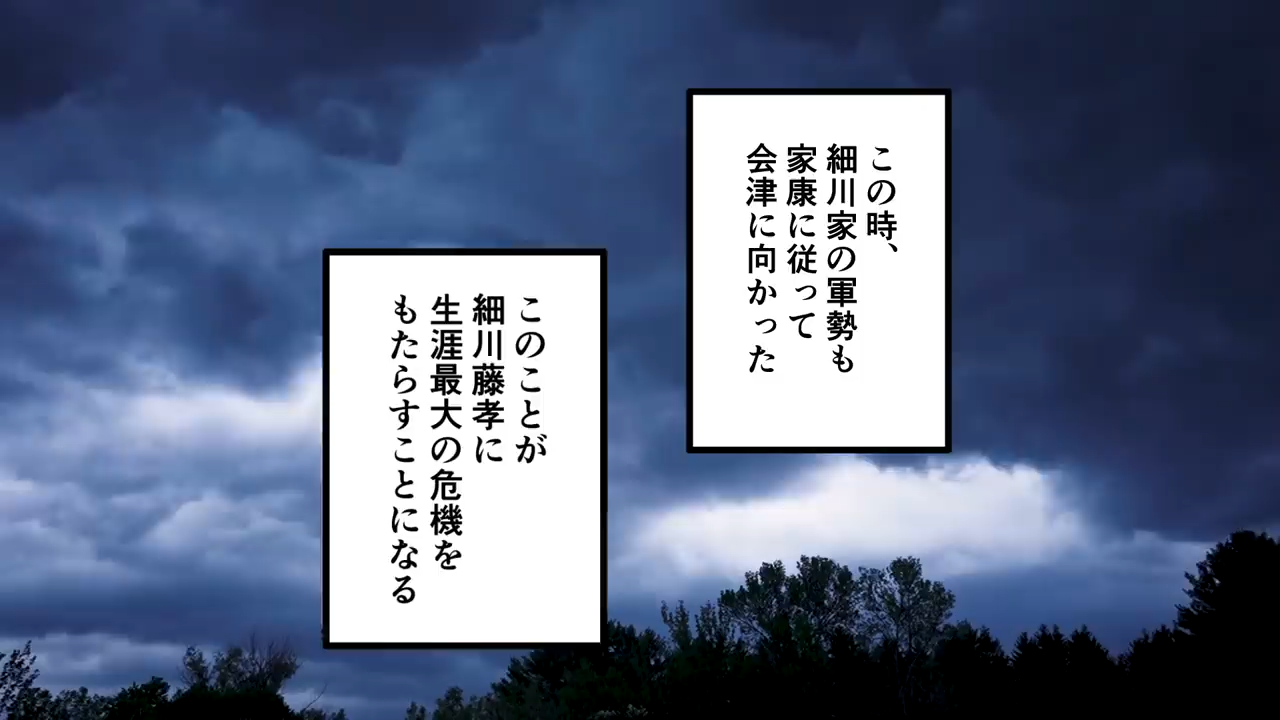 この時、
細川家の軍勢も
家康に従って
会津に向かった
このことが
細川藤孝に
生涯最大の危機を
もたらすことになる